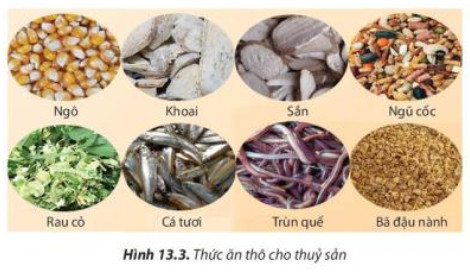 Ngô Khoai Sắn Ngũ cốc
Rau cỏ Cá tươi Trùn quế Bã đậu nành
Hình 13.3. Thức ăn thô cho thuỷ sản